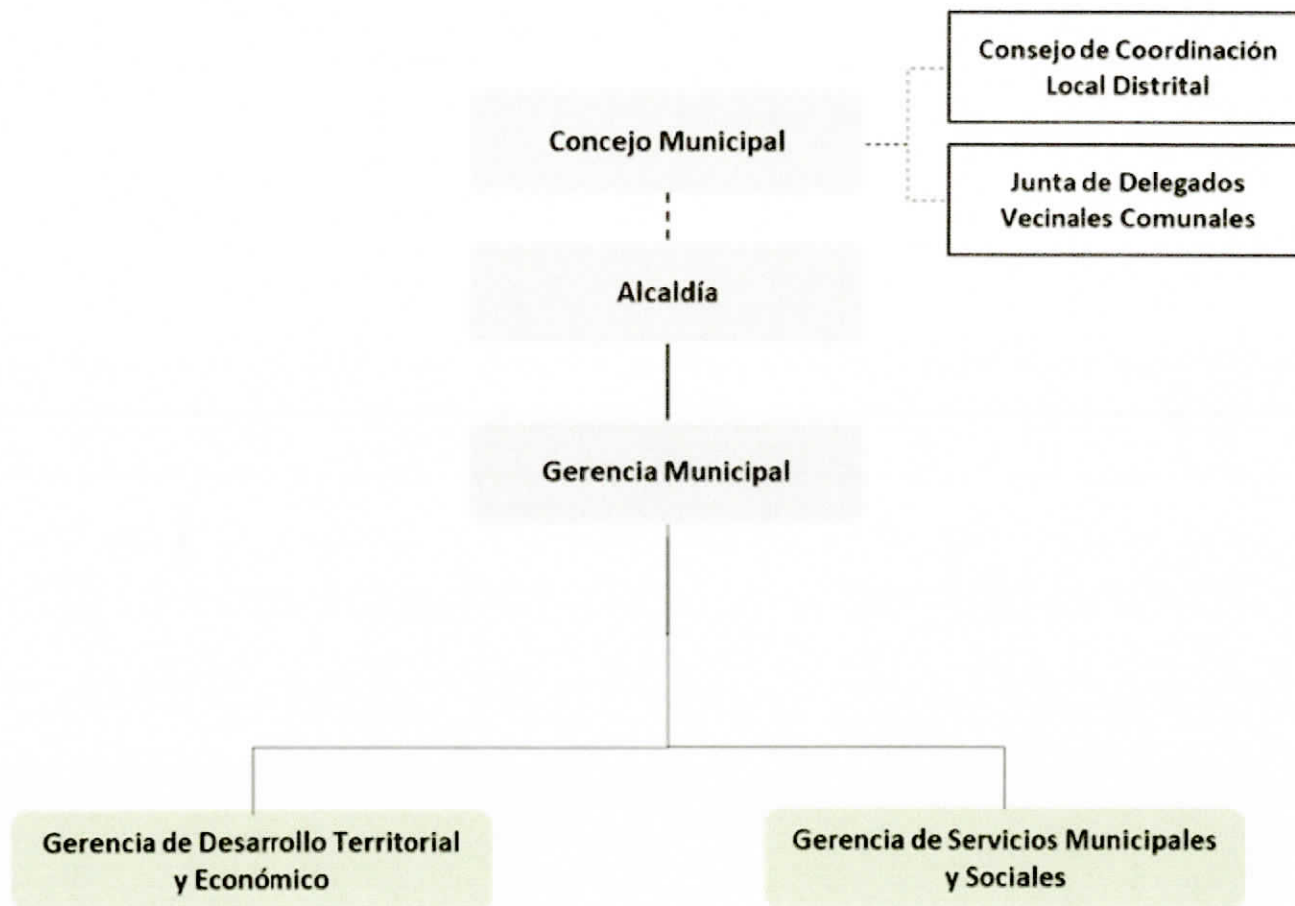 Consejo de Coordinación
Local Distrital
Concejo Municipal
Junta de Delegados
Vecinales Comunales
Alcaldía
Gerencia Municipal
Gerencia de Desarrollo Territorial
y Económico
Gerencia de Servicios Municipales
y Sociales